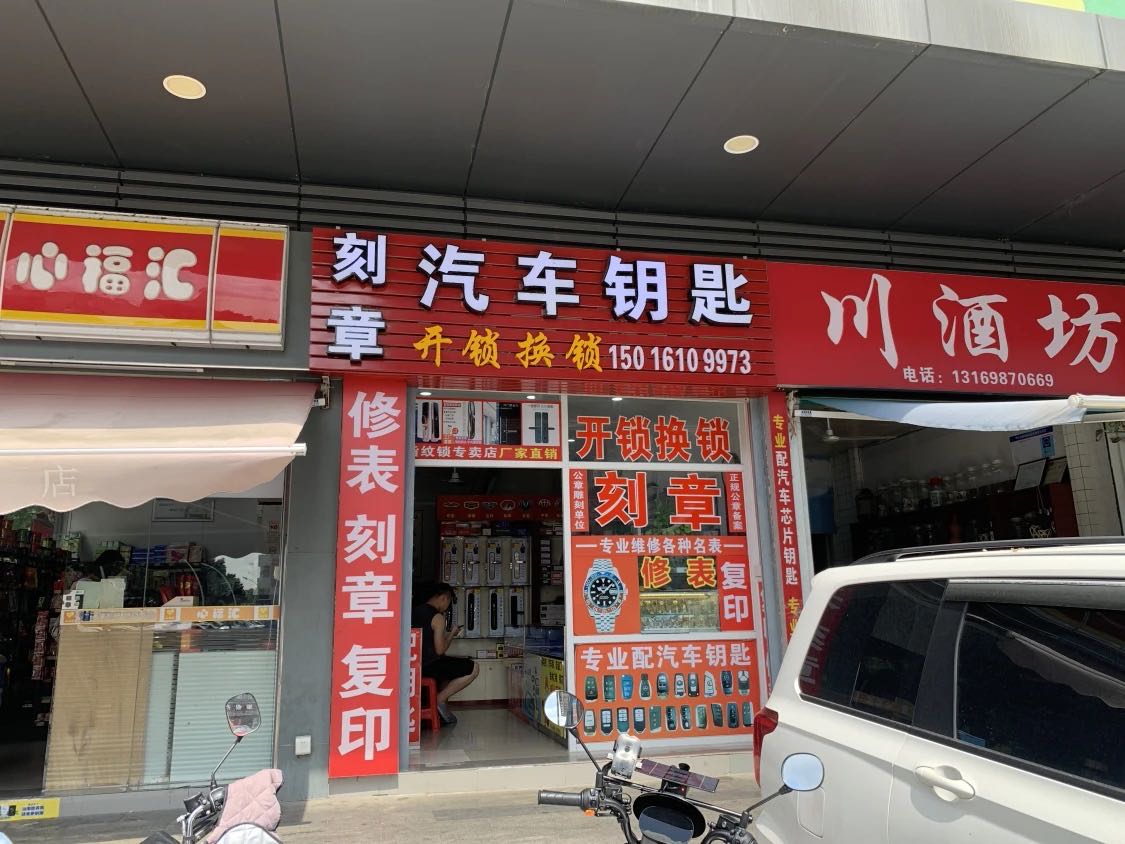 心福汇
店
心福汇
刻章
汽车钥匙
开锁换锁 150 1610 9973
川酒坊
电话：13169870669
修表 刻章 复印
指纹锁专卖店厂家直销
开锁换锁
公章雕刻单位
刻章
正规公章备案
专业维修各种名表
修表
复印
专业配汽车钥匙
专业配汽车芯片钥匙 专